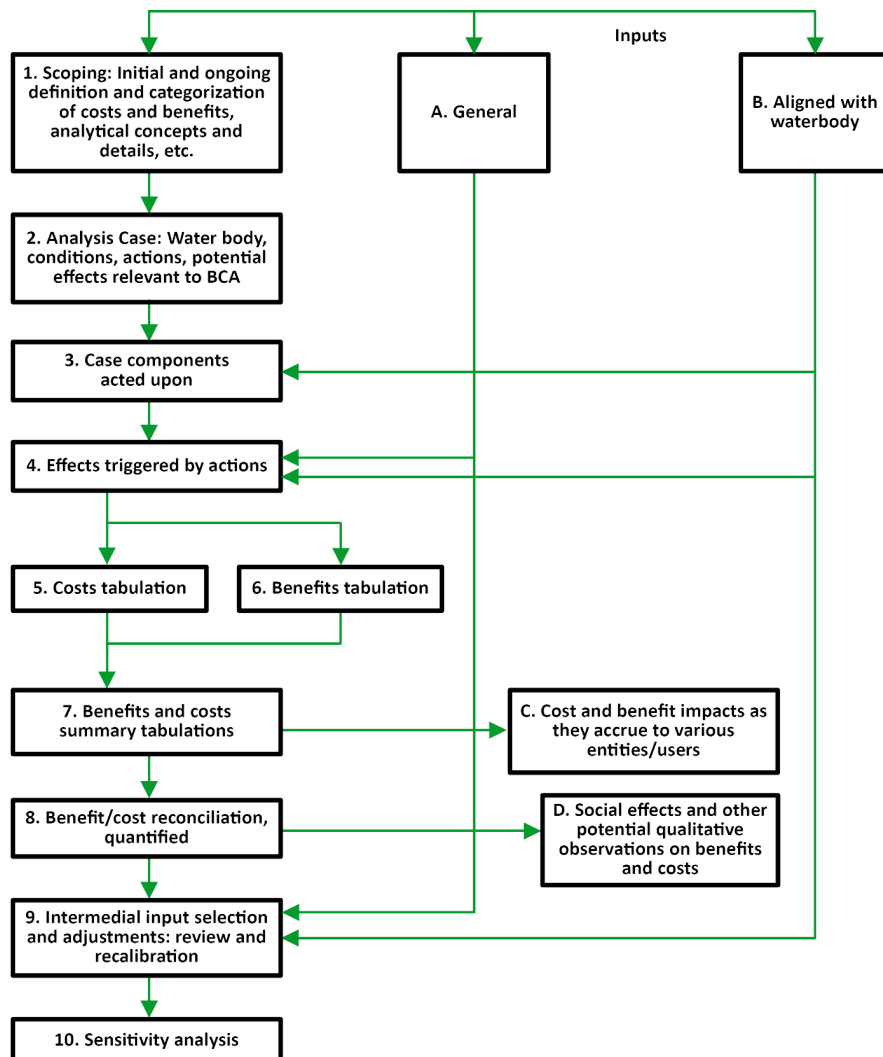 Inputs
1. Scoping: Initial and ongoing
definition and categorization
of costs and benefits,
analytical concepts and
details, etc.
A. General
B. Aligned with
waterbody
2. Analysis Case: Water body,
conditions, actions, potential
effects relevant to BCA
3. Case components
acted upon
4. Effects triggered by actions
5. Costs tabulation
6. Benefits tabulation
7. Benefits and costs
summary tabulations
C. Cost and benefit impacts as
they accrue to various
entities/users
8. Benefit/cost reconciliation,
quantified
D. Social effects and other
potential qualitative
observations on benefits
and costs
9. Intermedial input selection
and adjustments: review and
recalibration
10. Sensitivity analysis